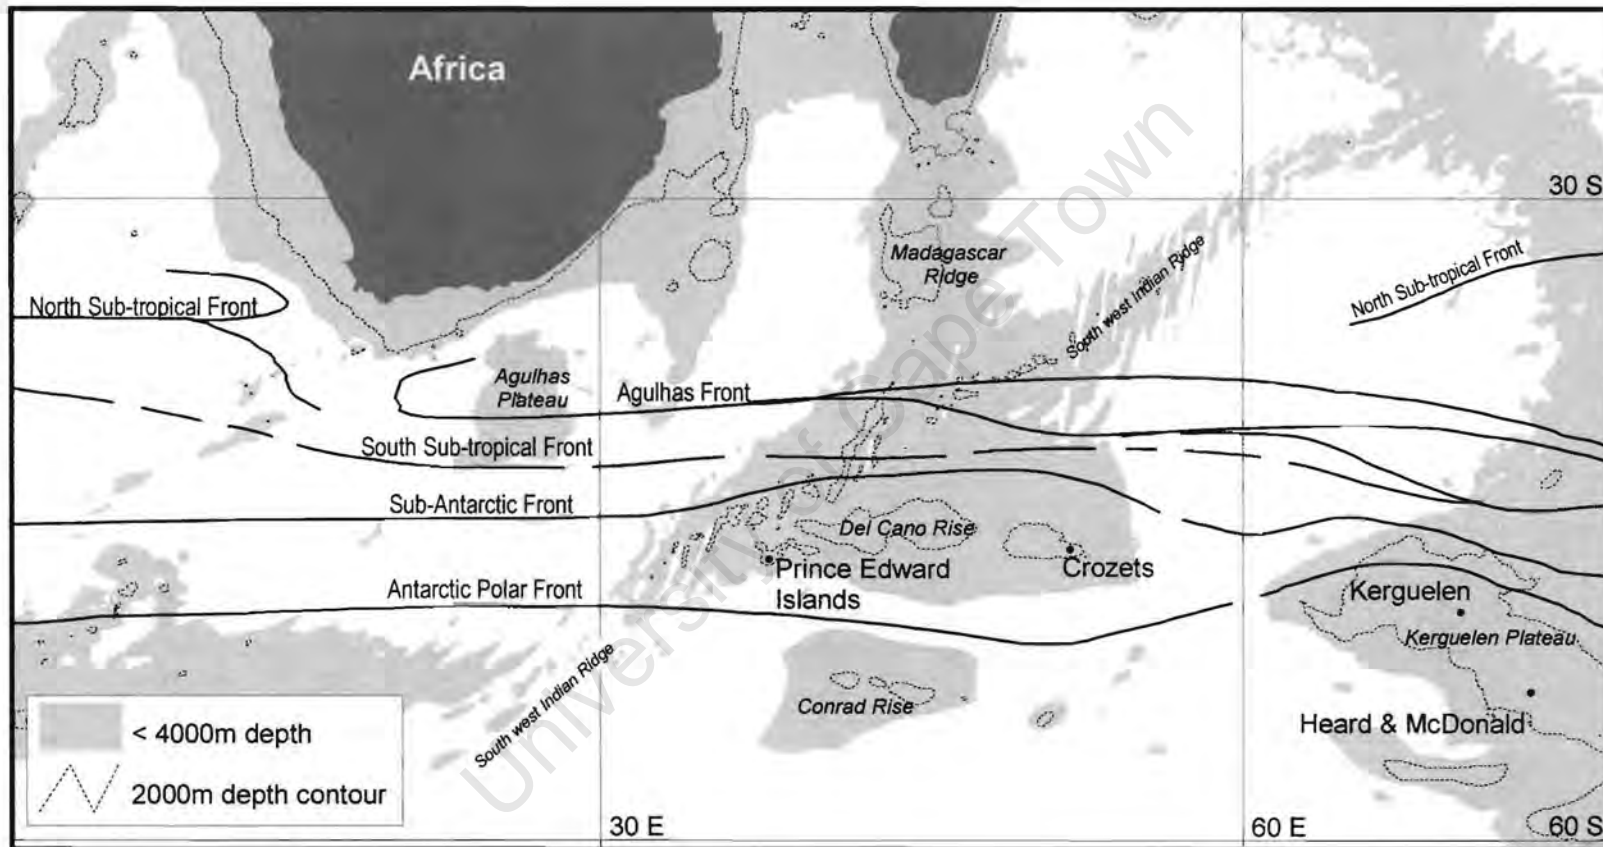 Africa
30 S
Madagascar
Ridge
South west Indian Ridge
North Sub-tropical Front
North Sub-tropical Front
Agulhas
Plateau
Agulhas Front
South Sub-tropical Front
Sub-Antarctic Front
Del Cano Rise
Prince Edward
Islands
Crozets
Antarctic Polar Front
Kerguelen
Kerguelen Plateau
South west Indian Ridge
Conrad Rise
Heard & McDonald
< 4000m depth
2000m depth contour
30 E
60 E
60 S
University of Cape Town